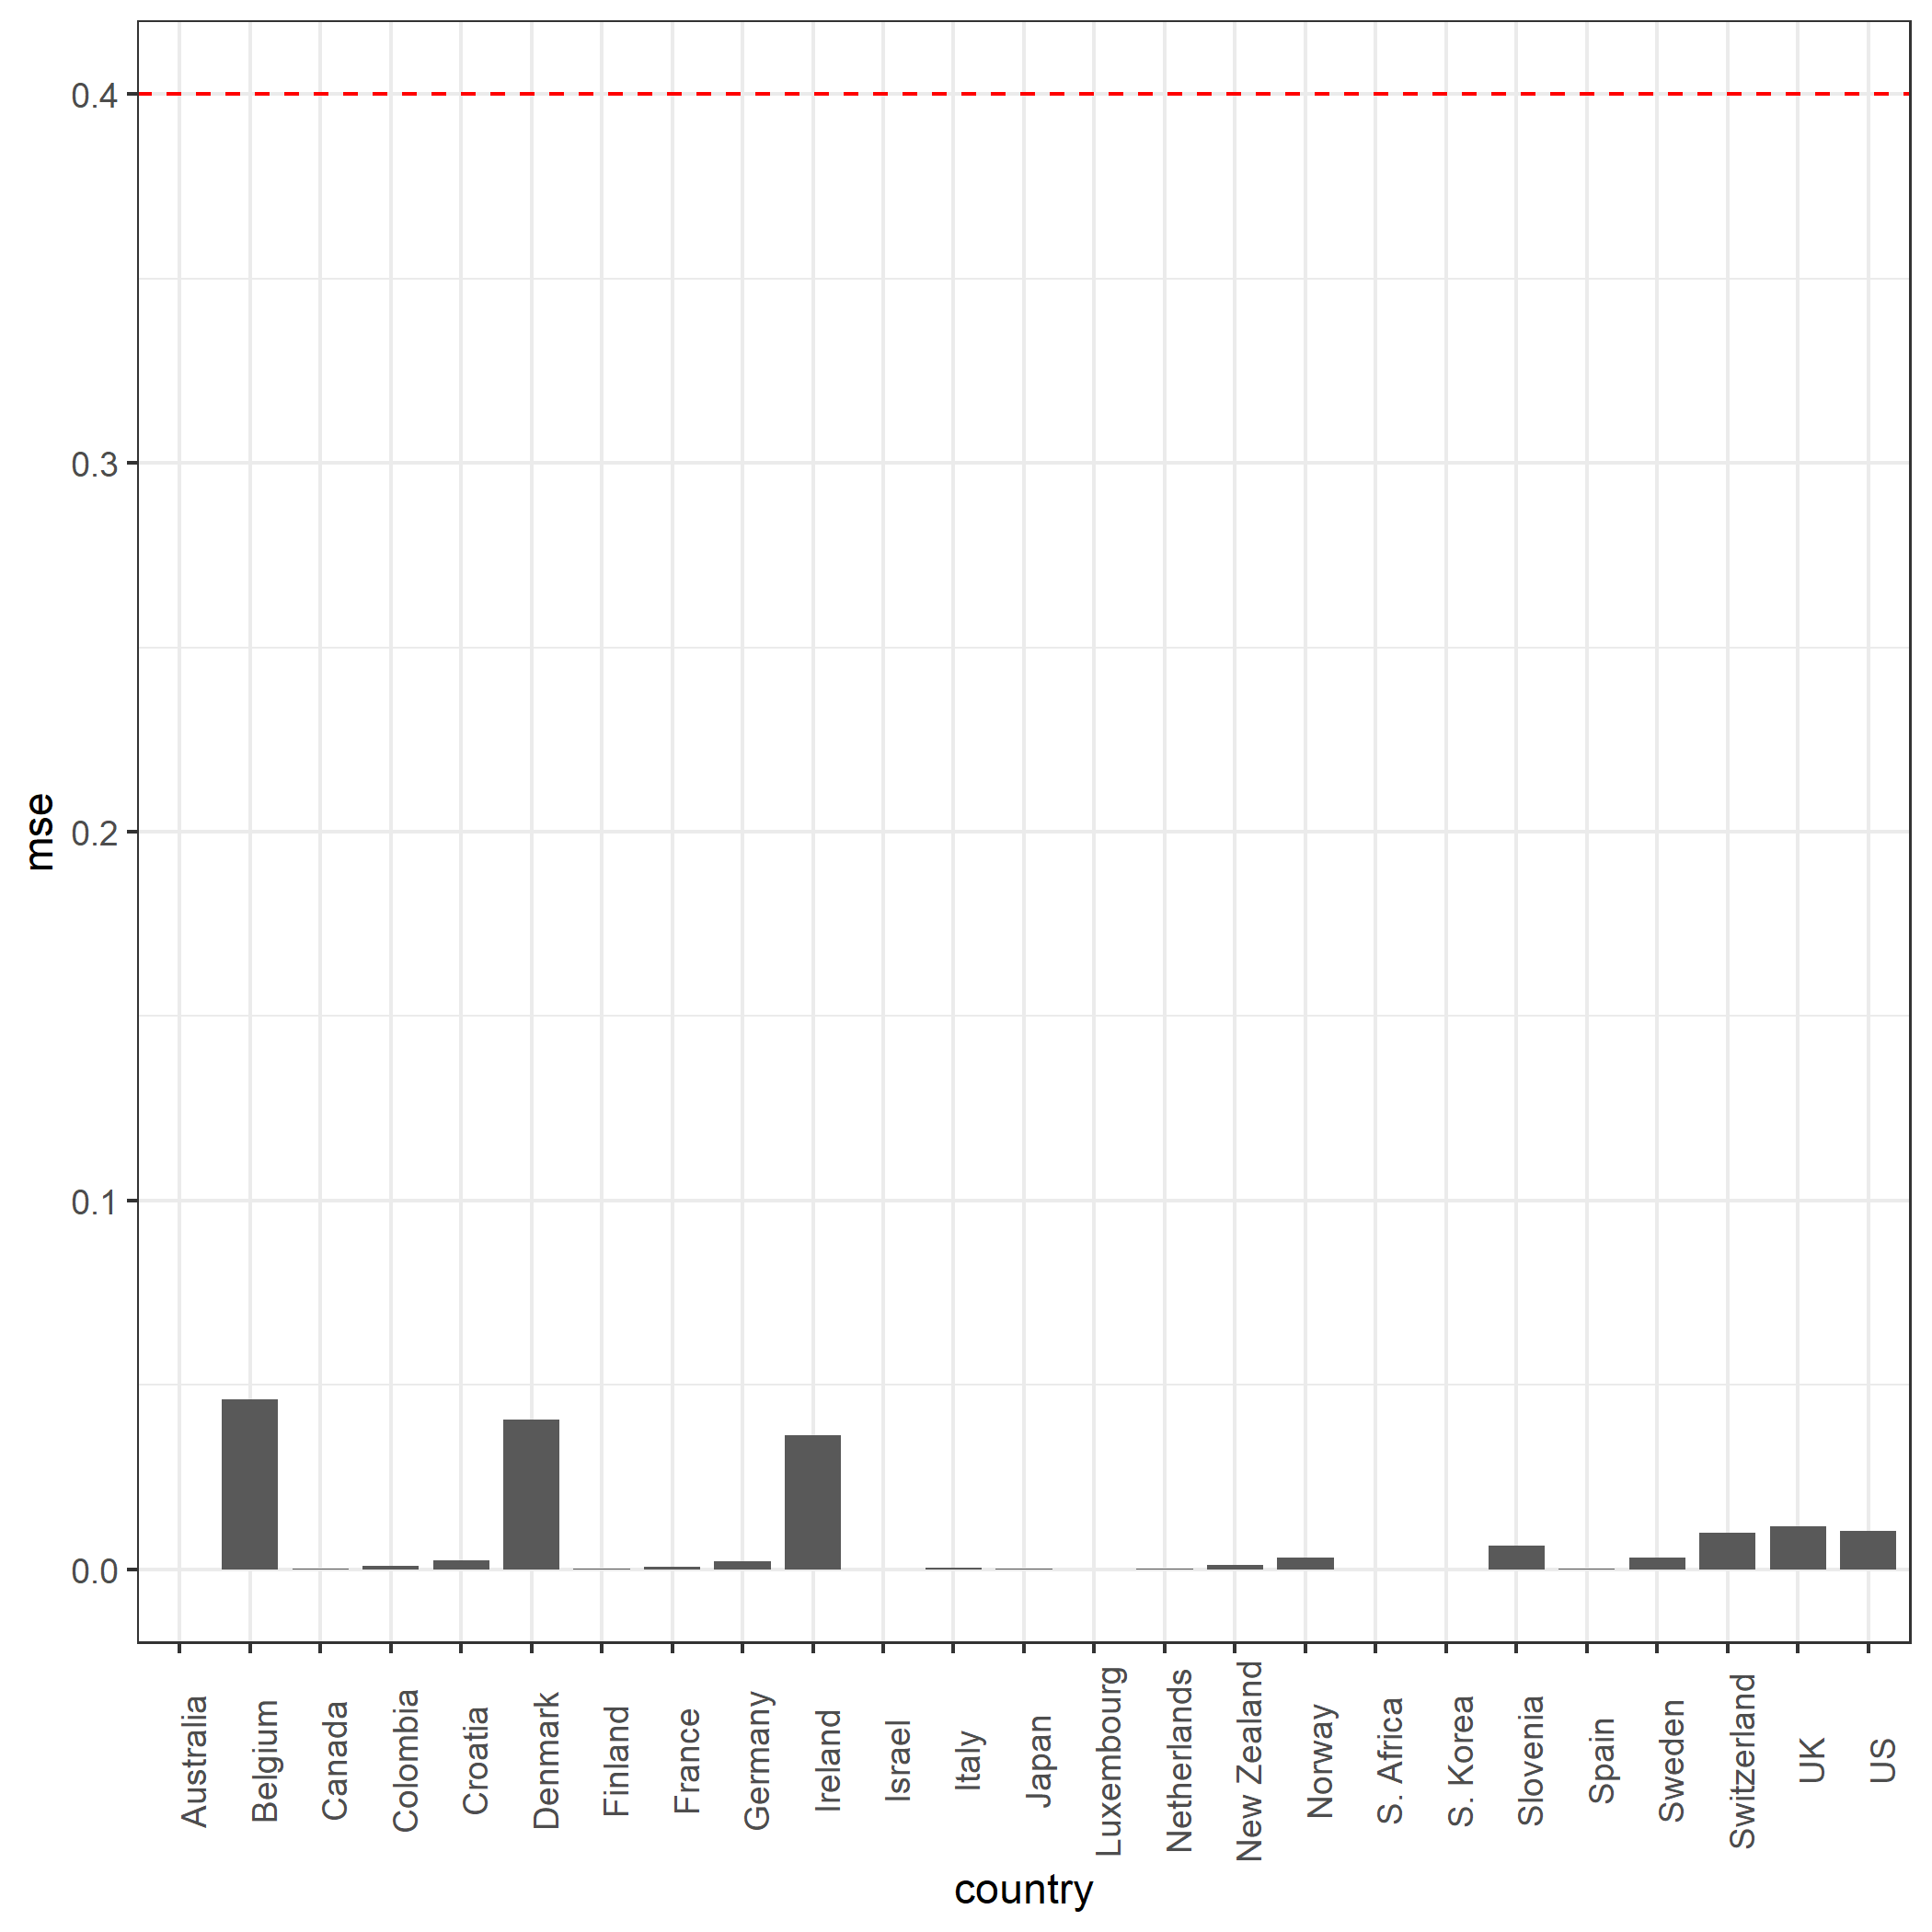 0.4
0.3
0.2
0.1
0.0
mse
Australia
Belgium
Canada
Colombia
Croatia
Denmark
Finland
France
Germany
Ireland
Israel
Italy
Japan
Luxembourg
Netherlands
New Zealand
Norway
S. Africa
S. Korea
Slovenia
Spain
Sweden
Switzerland
UK
US
country